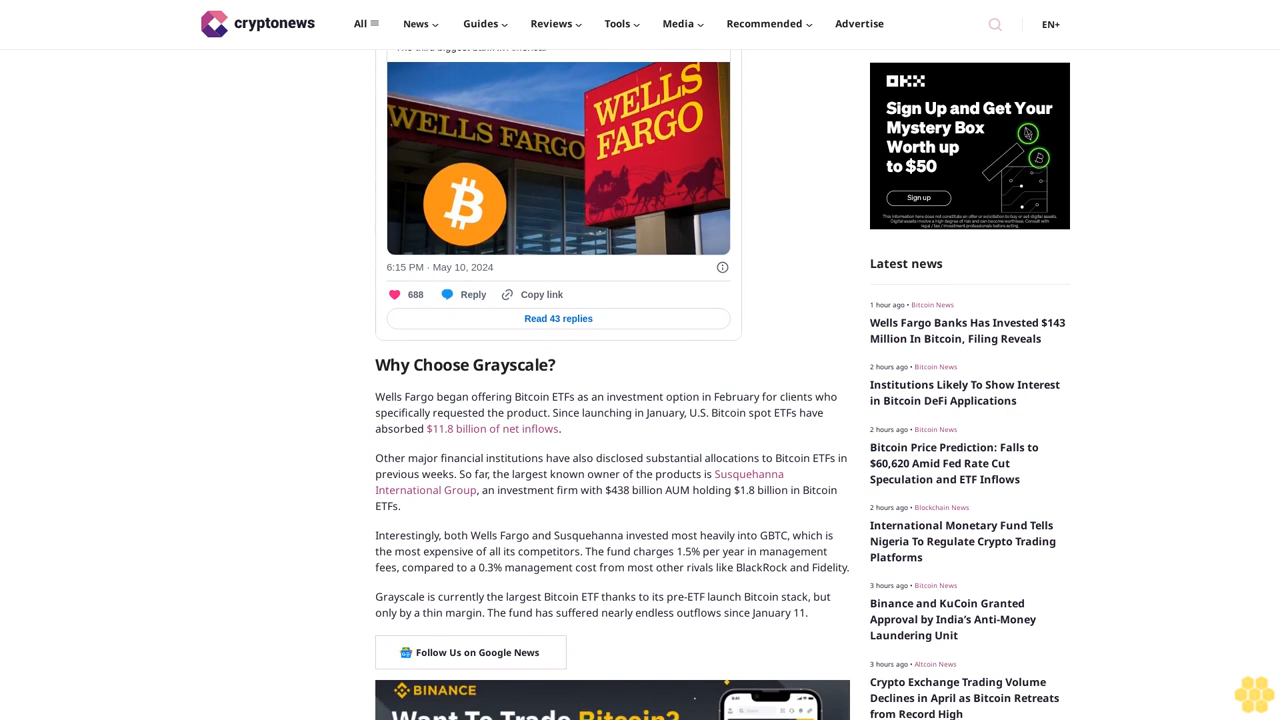 cryptonews
All
News
Guides
Reviews
Tools
Media
Recommended
Advertise
EN+
WELLS FARGO
WELLS
FARGO
6:15 PM · May 10, 2024
688
Reply
Copy link
Read 43 replies
Why Choose Grayscale?
Wells Fargo began offering Bitcoin ETFs as an investment option in February for clients who
specifically requested the product. Since launching in January, U.S. Bitcoin spot ETFs have
absorbed $11.8 billion of net inflows.
Other major financial institutions have also disclosed substantial allocations to Bitcoin ETFs in
previous weeks. So far, the largest known owner of the products is Susquehanna
International Group, an investment firm with $438 billion AUM holding $1.8 billion in Bitcoin
ETFs.
Interestingly, both Wells Fargo and Susquehanna invested most heavily into GBTC, which is
the most expensive of all its competitors. The fund charges 1.5% per year in management
fees, compared to a 0.3% management cost from most other rivals like BlackRock and Fidelity.
Grayscale is currently the largest Bitcoin ETF thanks to its pre-ETF launch Bitcoin stack, but
only by a thin margin. The fund has suffered nearly endless outflows since January 11.
Follow Us on Google News
BINANCE
Want To Trade Bitcoin?
OKX
Sign Up and Get Your
Mystery Box
Worth up
to $50
Sign up
This information here does not constitute an offer or solicitation to buy or sell digital assets.
Digital assets involve a high degree of risk and can become worthless. Consult with
legal / tax / investment professionals before acting.
Latest news
1 hour ago • Bitcoin News
Wells Fargo Banks Has Invested $143
Million In Bitcoin, Filing Reveals
2 hours ago • Bitcoin News
Institutions Likely To Show Interest
in Bitcoin DeFi Applications
2 hours ago • Bitcoin News
Bitcoin Price Prediction: Falls to
$60,620 Amid Fed Rate Cut
Speculation and ETF Inflows
2 hours ago • Blockchain News
International Monetary Fund Tells
Nigeria To Regulate Crypto Trading
Platforms
3 hours ago • Bitcoin News
Binance and KuCoin Granted
Approval by India's Anti-Money
Laundering Unit
3 hours ago • Altcoin News
Crypto Exchange Trading Volume
Declines in April as Bitcoin Retreats
from Record High